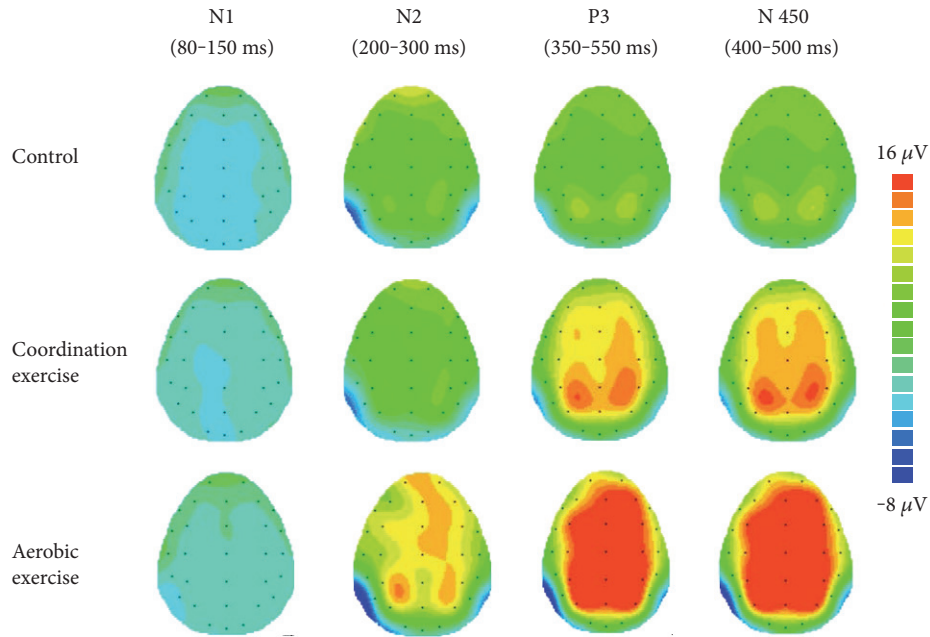 N1
(80–150 ms)
N2
(200–300 ms)
P3
(350–550 ms)
N 450
(400–500 ms)
Control
Coordination
exercise
Aerobic
exercise
16 μV
–8 μV